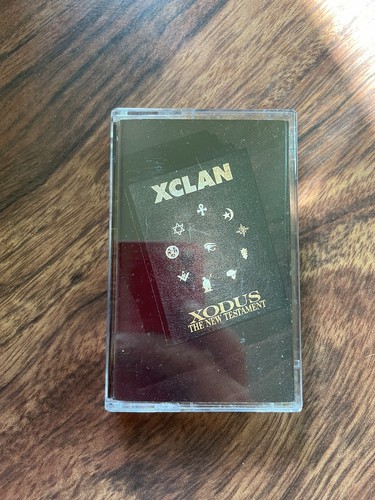 XCLAN
XODUS
THE NEW TESTAMENT